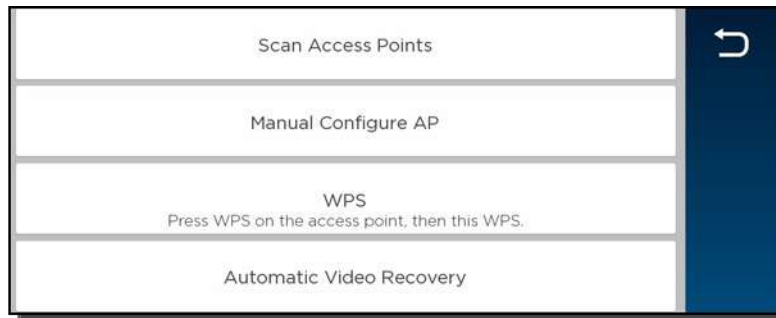 Scan Access Points
Manual Configure AP
WPS
Press WPS on the access point, then this WPS.
Automatic Video Recovery